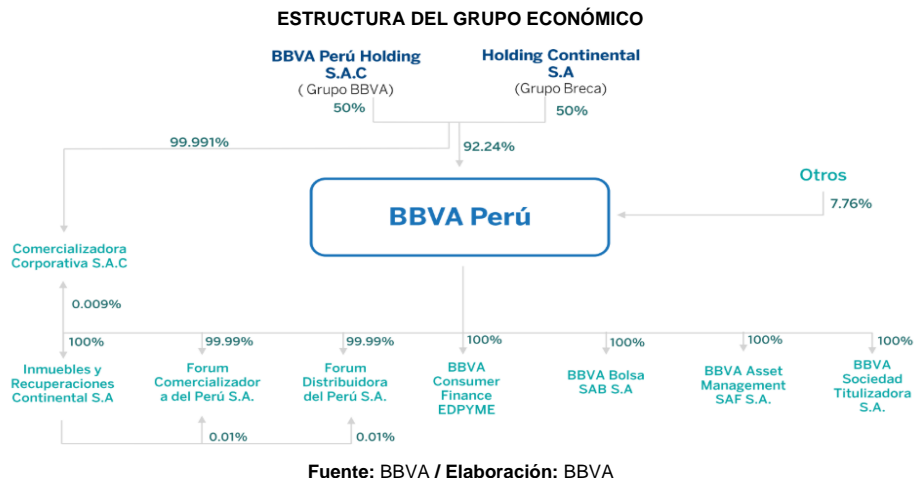 ESTRUCTURA DEL GRUPO ECONÓMICO
BBVA Perú Holding
S.A.C
( Grupo BBVA)
50%
Holding Continental
S.A
(Grupo Breca)
50%
99.991%
92.24%
Otros
7.76%
BBVA Perú
Comercializadora
Corporativa S.A.C
0.009%
100%
Inmuebles y
Recuperaciones
Continental S.A
99.99%
Forum
Comercializador
a del Perú S.A.
99.99%
Forum
Distribuidora
del Perú S.A.
100%
BBVA
Consumer
Finance
EDPYME
100%
BBVA Bolsa
SAB S.A
100%
BBVA Asset
Management
SAF S.A.
100%
BBVA
Sociedad
Titulizadora
S.A.
0.01%
0.01%
Fuente: BBVA / Elaboración: BBVA